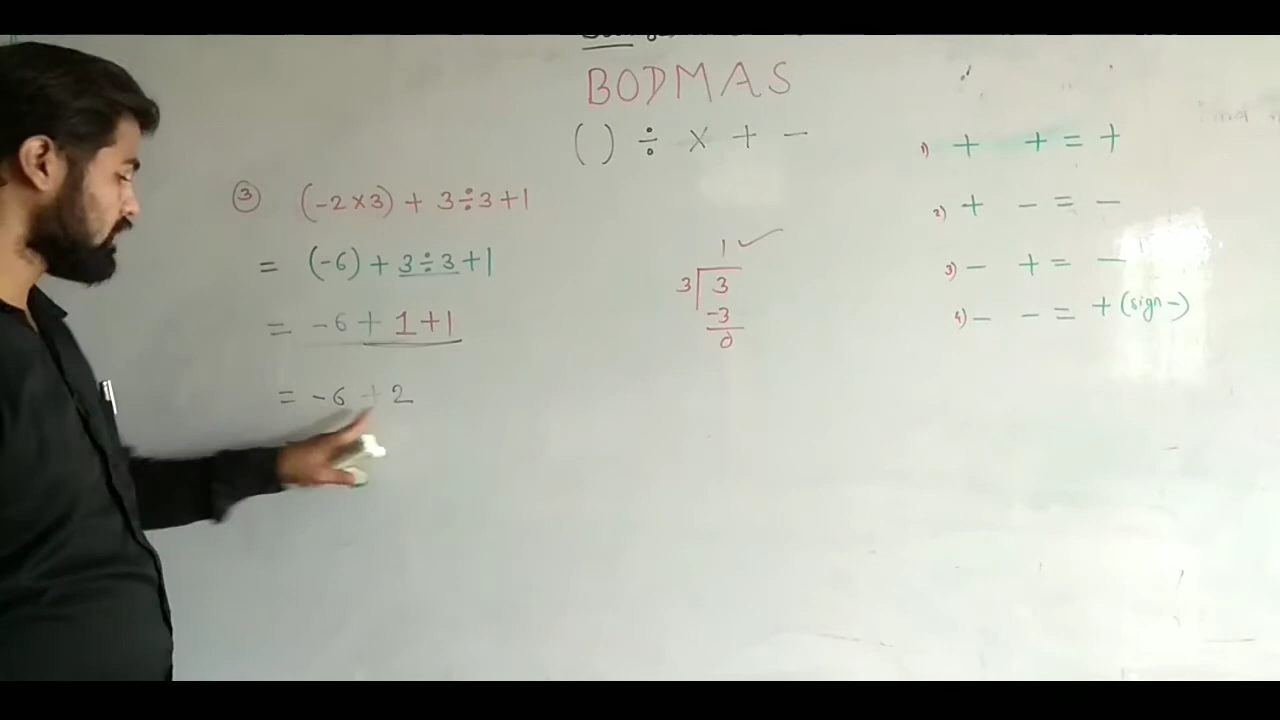 BODMAS
( ) ÷ × + −
③ (-2×3) + 3÷3+1
= (-6) + 3÷3+1
= -6 + 1+1
= -6 + 2
1 ✓
3 3
-3
0
1) + + = +
2) + − = −
3) − + = −
4) − − = + (sign -)